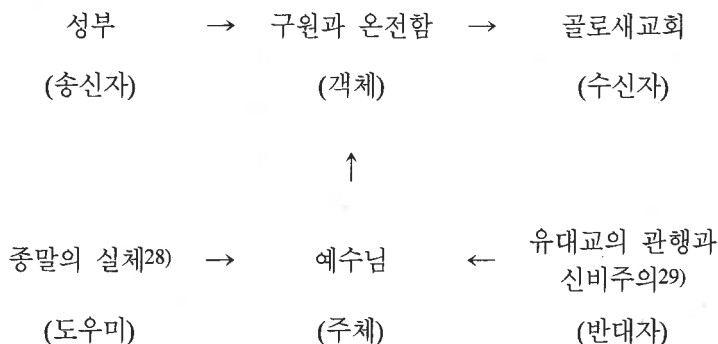 성부 → 구원과 온전함 → 골로새교회
(송신자) (객체) (수신자)
↑
종말의 실체28) → 예수님 ← 유대교의 관행과 신비주의29)
(도우미) (주체) (반대자)